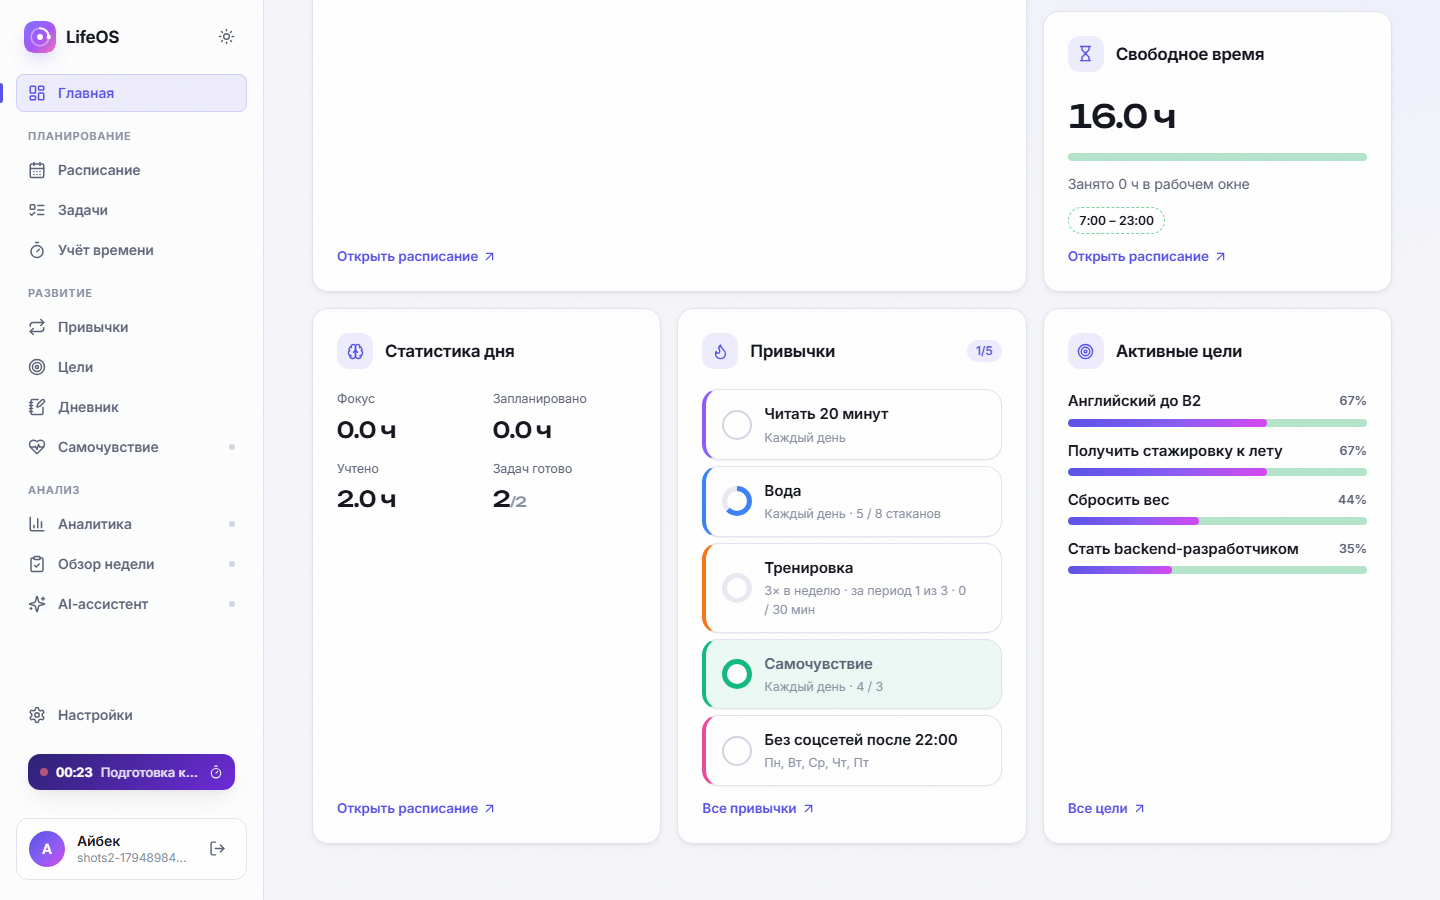 LifeOS
Главная
ПЛАНИРОВАНИЕ
Расписание
Задачи
Учёт времени
РАЗВИТИЕ
Привычки
Цели
Дневник
Самочувствие
АНАЛИЗ
Аналитика
Обзор недели
AI-ассистент
Настройки
00:23 Подготовка к...
А
Айбек
shots2-17948984...
Открыть расписание
Свободное время
16.0 ч
Занято 0 ч в рабочем окне
7:00 – 23:00
Открыть расписание
Статистика дня
Фокус
0.0 ч
Запланировано
0.0 ч
Учтено
2.0 ч
Задач готово
2/2
Открыть расписание
Привычки
1/5
Читать 20 минут
Каждый день
Вода
Каждый день · 5 / 8 стаканов
Тренировка
3× в неделю · за период 1 из 3 · 0
/ 30 мин
Самочувствие
Каждый день · 4 / 3
Без соцсетей после 22:00
Пн, Вт, Ср, Чт, Пт
Все привычки
Активные цели
Английский до B2
67%
Получить стажировку к лету
67%
Сбросить вес
44%
Стать backend-разработчиком
35%
Все цели